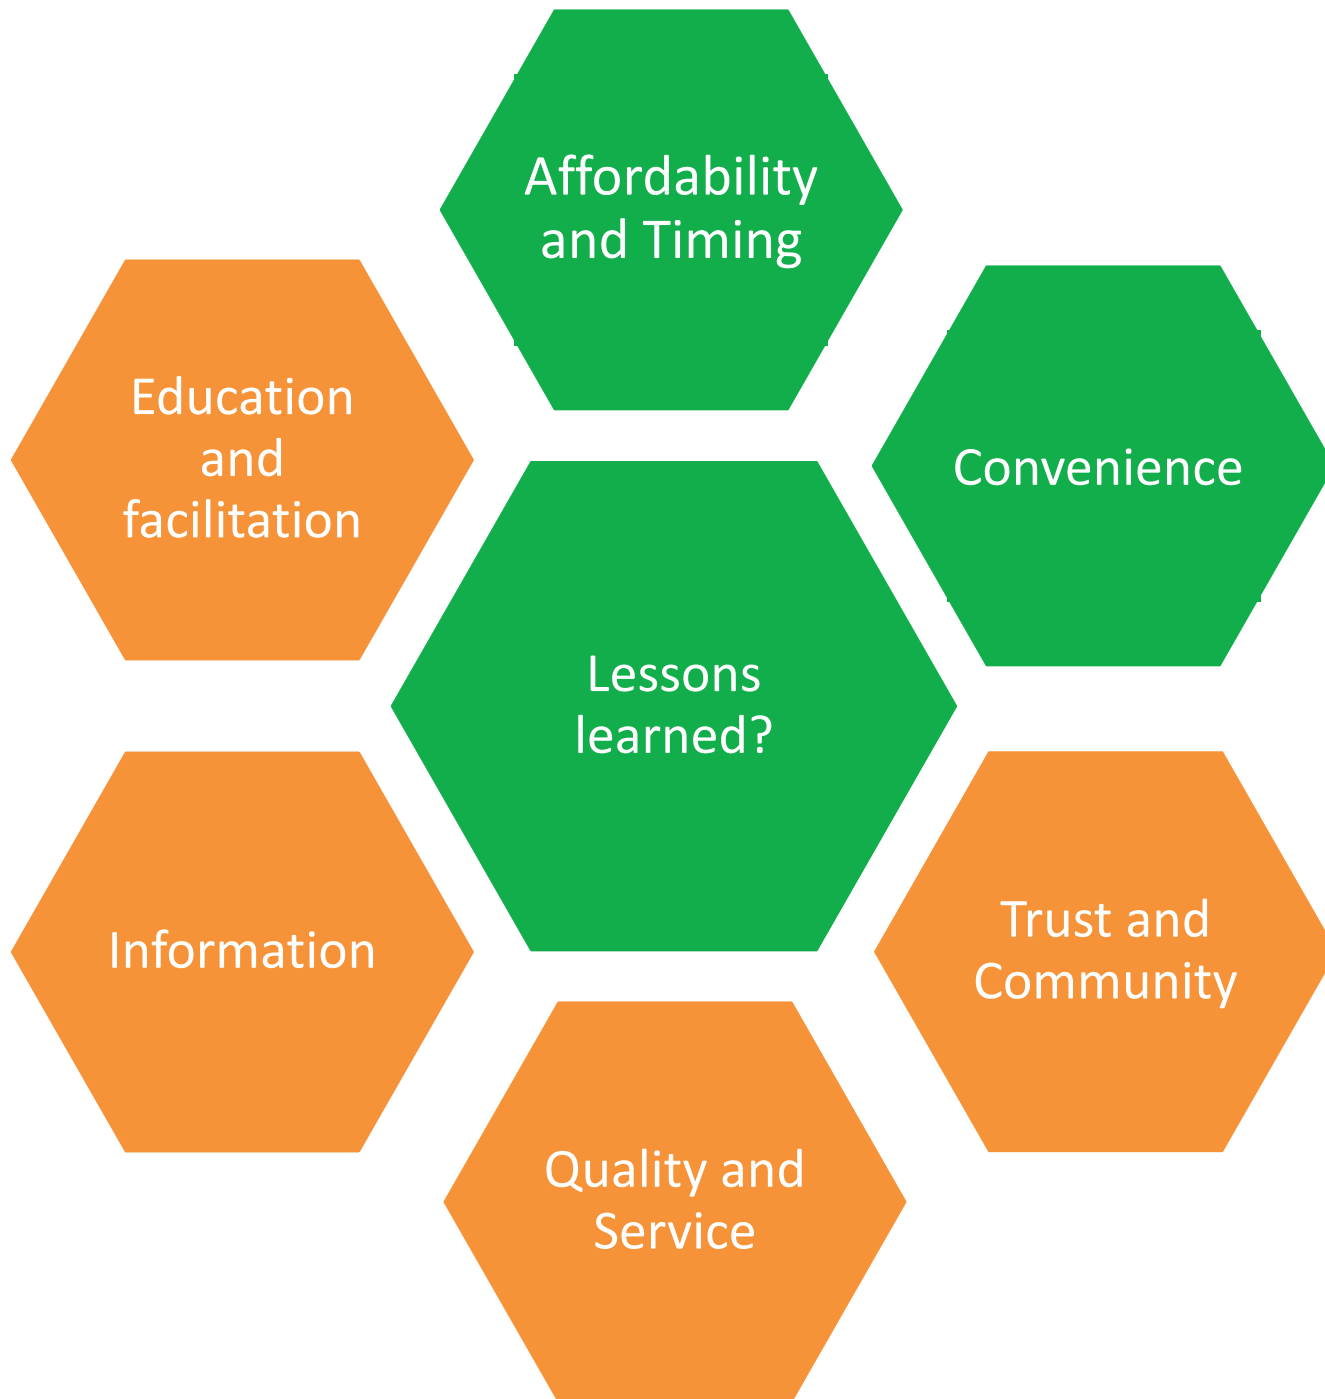 Affordability
and Timing
Education
and
facilitation
Convenience
Lessons
learned?
Information
Trust and
Community
Quality and
Service